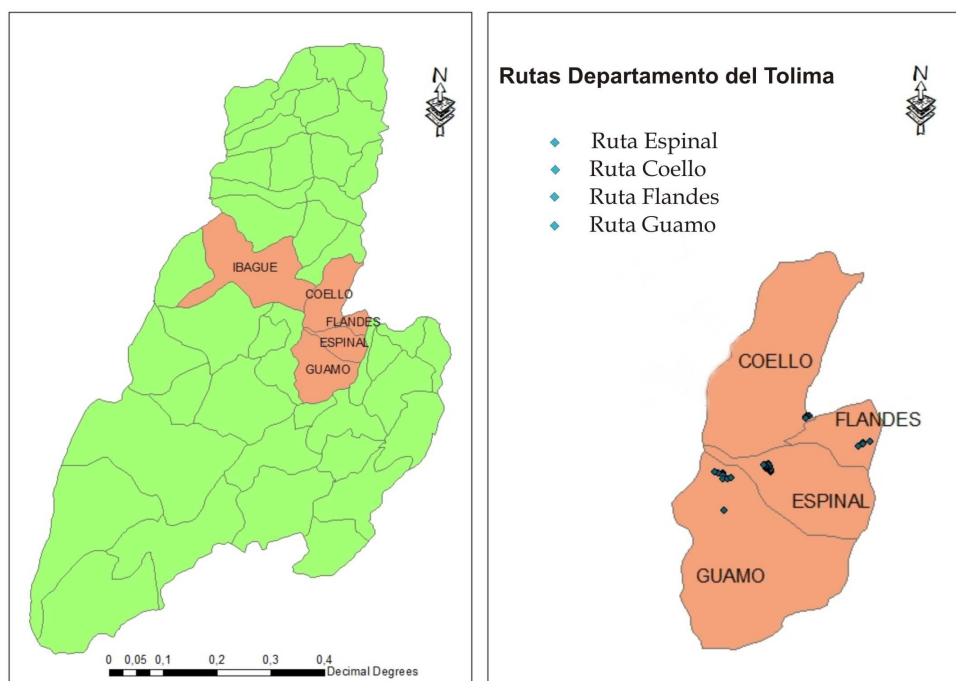 N
IBAGUE
COELLO
FLANDES
ESPINAL
GUAMO
0 0,05 0,1 0,2 0,3 0,4
Decimal Degrees
Rutas Departamento del Tolima
N
Ruta Espinal
Ruta Coello
Ruta Flandes
Ruta Guamo
COELLO
FLANDES
ESPINAL
GUAMO